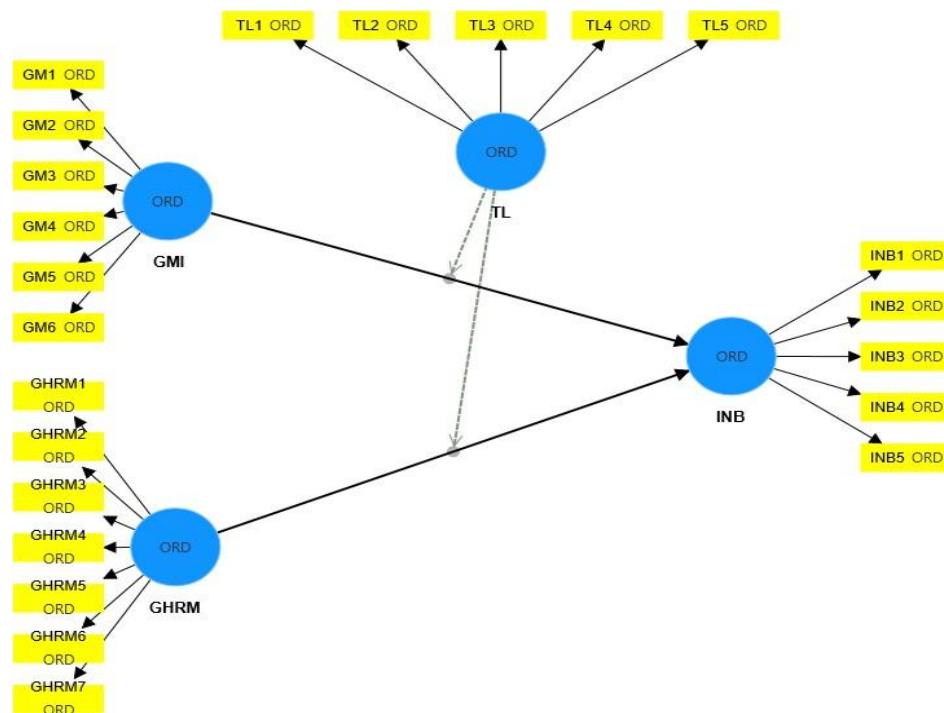 TL1 ORD
TL2 ORD
TL3 ORD
TL4 ORD
TL5 ORD
ORD
TL
GM1 ORD
GM2 ORD
GM3 ORD
GM4 ORD
GM5 ORD
GM6 ORD
ORD
GMI
INB1 ORD
INB2 ORD
INB3 ORD
INB4 ORD
INB5 ORD
ORD
INB
GHRM1
ORD
GHRM2
ORD
GHRM3
ORD
GHRM4
ORD
GHRM5
ORD
GHRM6
ORD
GHRM7
ORD
ORD
GHRM